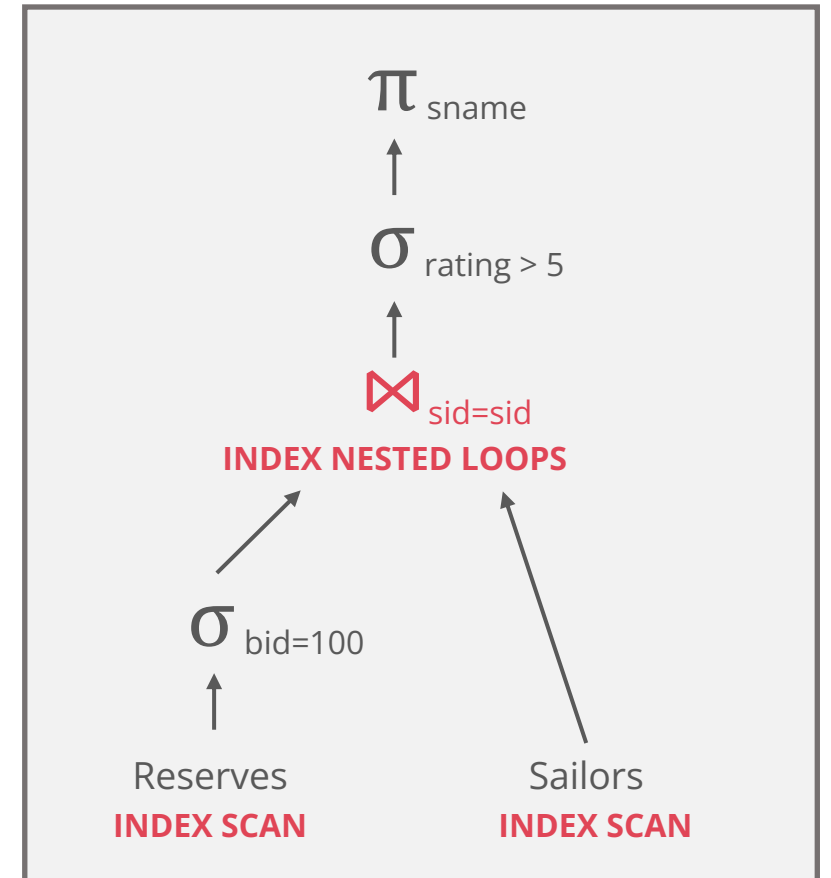 π sname
σ rating > 5
⋈ sid=sid
INDEX NESTED LOOPS
σ bid=100
Reserves
INDEX SCAN
Sailors
INDEX SCAN